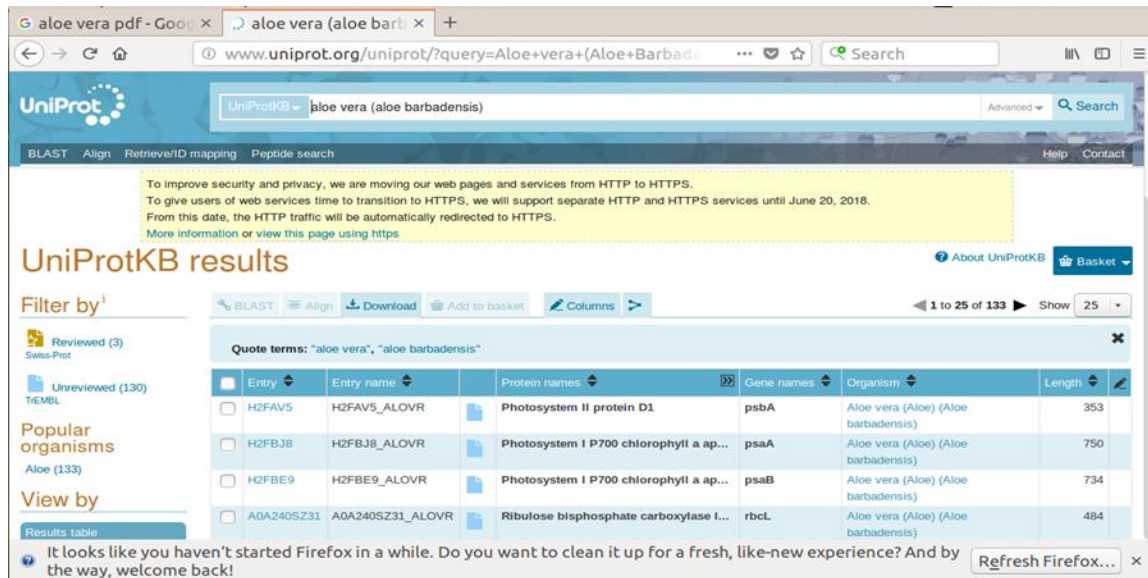 aloe vera pdf - Goog × aloe vera (aloe barb × +
www.uniprot.org/uniprot/?query=Aloe+vera+(Aloe+Barbade ... Search
UniProt UniProtKB aloe vera (aloe barbadensis) Advanced Search
BLAST Align Retrieve/ID mapping Peptide search Help Contact
To improve security and privacy, we are moving our web pages and services from HTTP to HTTPS.
To give users of web services time to transition to HTTPS, we will support separate HTTP and HTTPS services until June 20, 2018.
From this date, the HTTP traffic will be automatically redirected to HTTPS.
More information or view this page using https
UniProtKB results About UniProtKB Basket
Filter by i BLAST Align Download Add to basket Columns 1 to 25 of 133 Show 25
Reviewed (3)
Swiss-Prot
Quote terms: "aloe vera", "aloe barbadensis"
Unreviewed (130)
TrEMBL
Popular organisms
Aloe (133)
View by
Results table
Entry Entry name Protein names Gene names Organism Length
H2FAV5 H2FAV5_ALOVR Photosystem II protein D1 psbA Aloe vera (Aloe) (Aloe barbadensis) 353
H2FBJ8 H2FBJ8_ALOVR Photosystem I P700 chlorophyll a ap... psaA Aloe vera (Aloe) (Aloe barbadensis) 750
H2FBE9 H2FBE9_ALOVR Photosystem I P700 chlorophyll a ap... psaB Aloe vera (Aloe) (Aloe barbadensis) 734
A0A240SZ31 A0A240SZ31_ALOVR Ribulose bisphosphate carboxylase l... rbcL Aloe vera (Aloe) (Aloe barbadensis) 484
It looks like you haven't started Firefox in a while. Do you want to clean it up for a fresh, like-new experience? And by
the way, welcome back! Refresh Firefox... ×